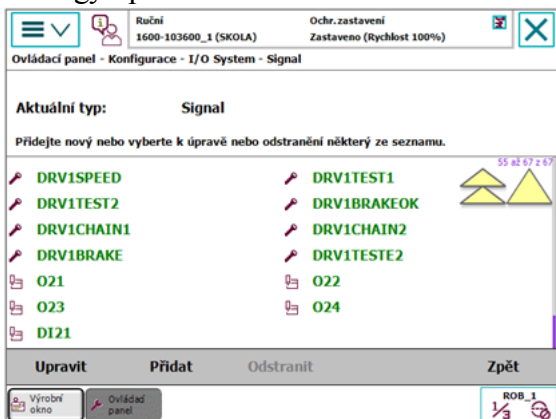 Ruční
1600-103600_1 (SKOLA)
Ochr.zastavení
Zastaveno (Rychlost 100%)
Ovládací panel - Konfigurace - I/O System - Signal
Aktuální typ: Signal
Přidejte nový nebo vyberte k úpravě nebo odstranění některý ze seznamu.
55 až 67 z 67
DRV1SPEED DRV1TEST1
DRV1TEST2 DRV1BRAKEOK
DRV1CHAIN1 DRV1CHAIN2
DRV1BRAKE DRV1TESTE2
O21 O22
O23 O24
DI21
Upravit Přidat Odstranit Zpět
Výrobní
okno
Ovládací
panel
ROB_1
1/3